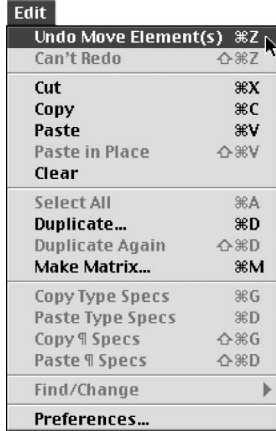 Edit
Undo Move Element(s) ⌘Z
Can't Redo ⇧⌘Z
Cut ⌘X
Copy ⌘C
Paste ⌘V
Paste in Place ⇧⌘V
Clear
Select All ⌘A
Duplicate... ⌘D
Duplicate Again ⇧⌘D
Make Matrix... ⌘M
Copy Type Specs ⌘G
Paste Type Specs ⌘D
Copy ¶ Specs ⇧⌘G
Paste ¶ Specs ⇧⌘D
Find/Change
Preferences...